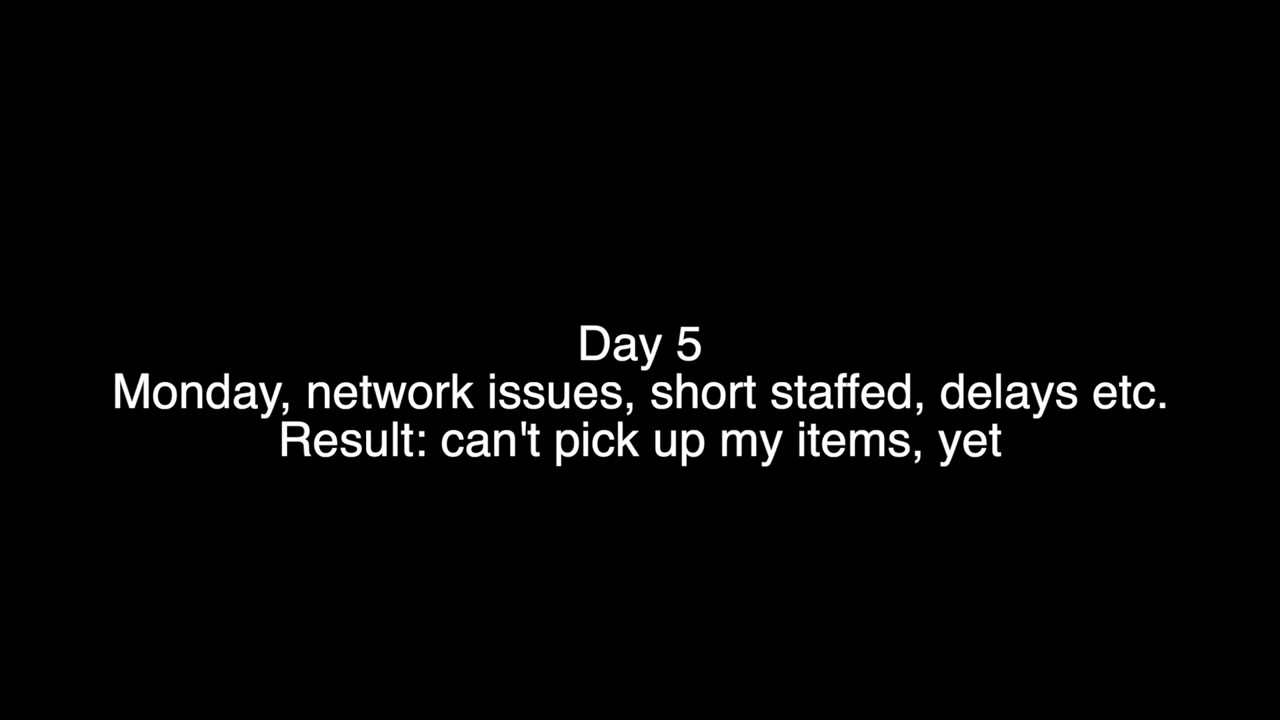 Day 5
Monday, network issues, short staffed, delays etc.
Result: can't pick up my items, yet